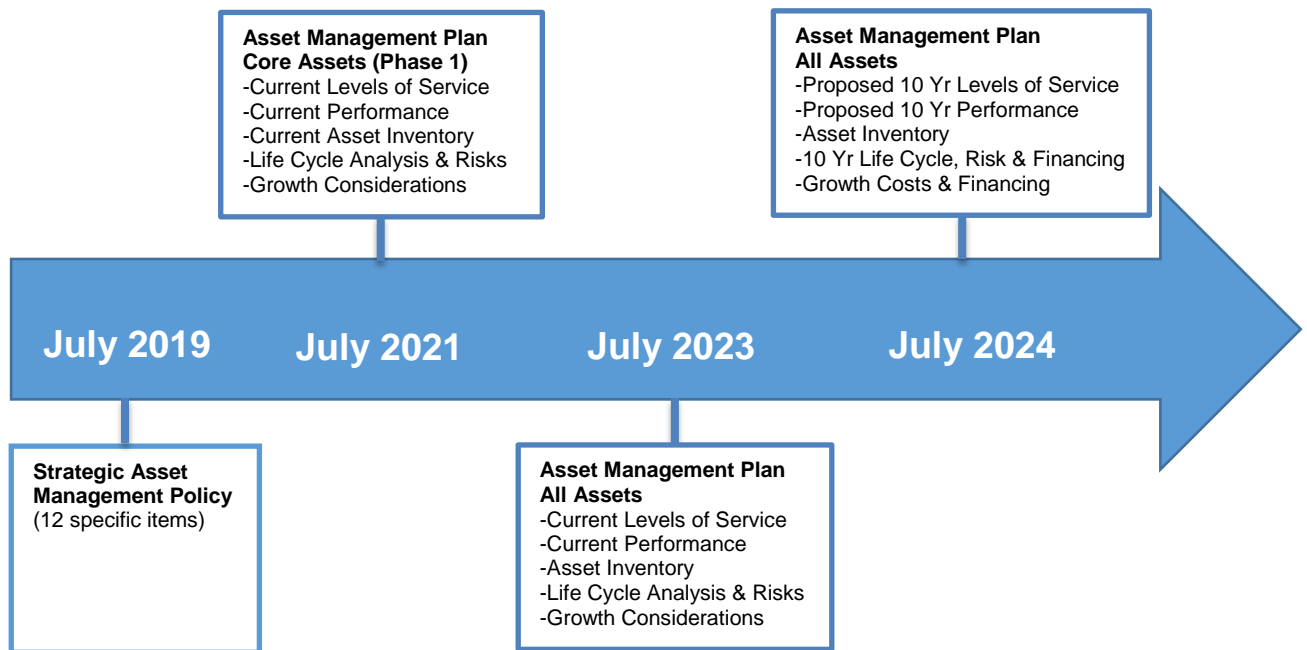 Asset Management Plan
Core Assets (Phase 1)
-Current Levels of Service
-Current Performance
-Current Asset Inventory
-Life Cycle Analysis & Risks
-Growth Considerations
Asset Management Plan
All Assets
-Proposed 10 Yr Levels of Service
-Proposed 10 Yr Performance
-Asset Inventory
-10 Yr Life Cycle, Risk & Financing
-Growth Costs & Financing
July 2019
July 2021
July 2023
July 2024
Strategic Asset
Management Policy
(12 specific items)
Asset Management Plan
All Assets
-Current Levels of Service
-Current Performance
-Asset Inventory
-Life Cycle Analysis & Risks
-Growth Considerations